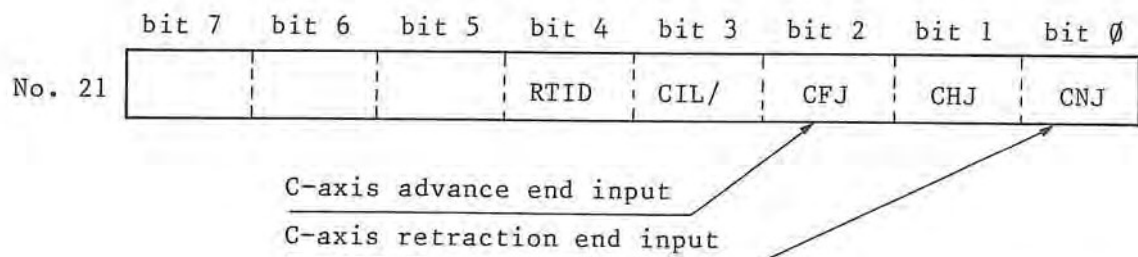 bit 7 bit 6 bit 5 bit 4 bit 3 bit 2 bit 1 bit Ø
No. 21 RTID CIL/ CFJ CHJ CNJ
C-axis advance end input
C-axis retraction end input